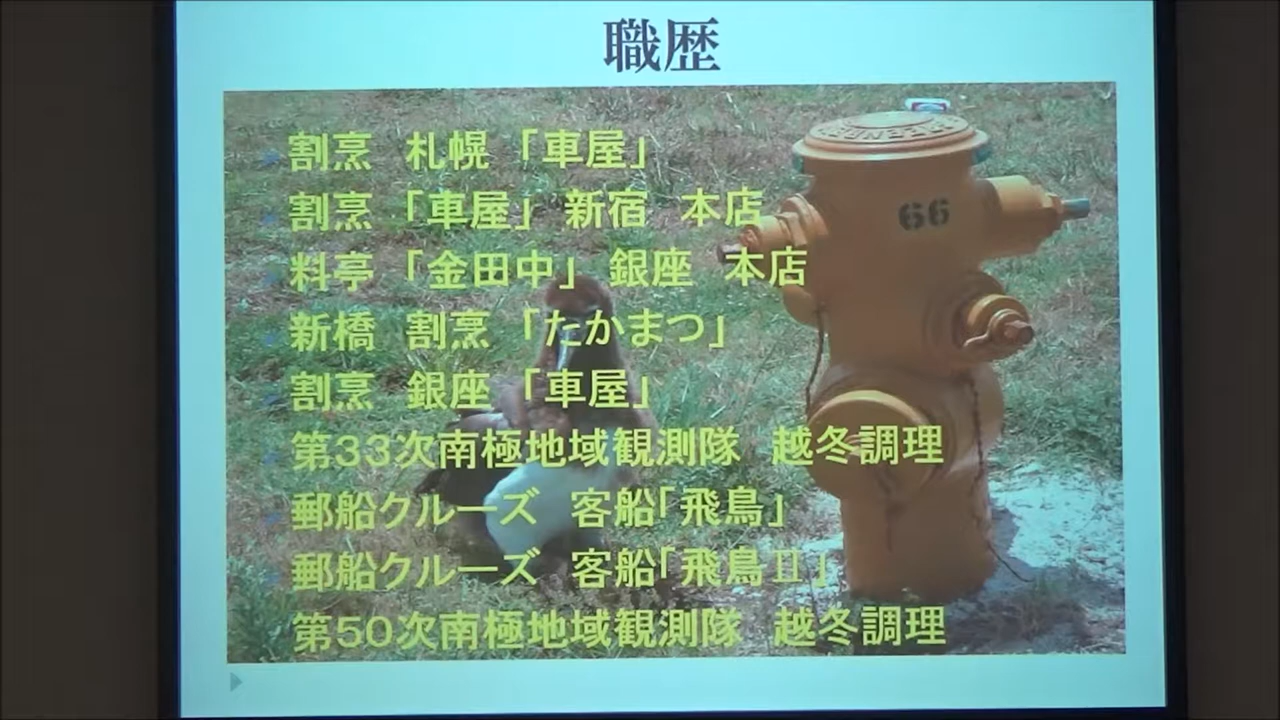 職歴
割烹　札幌　「車屋」
割烹　「車屋」　新宿　本店
料亭　「金田中」　銀座　本店
新橋　割烹　「たかまつ」
割烹　銀座　「車屋」
第33次南極地域観測隊　越冬調理
郵船クルーズ　客船「飛鳥」
郵船クルーズ　客船「飛鳥Ⅱ」
第50次南極地域観測隊　越冬調理
66